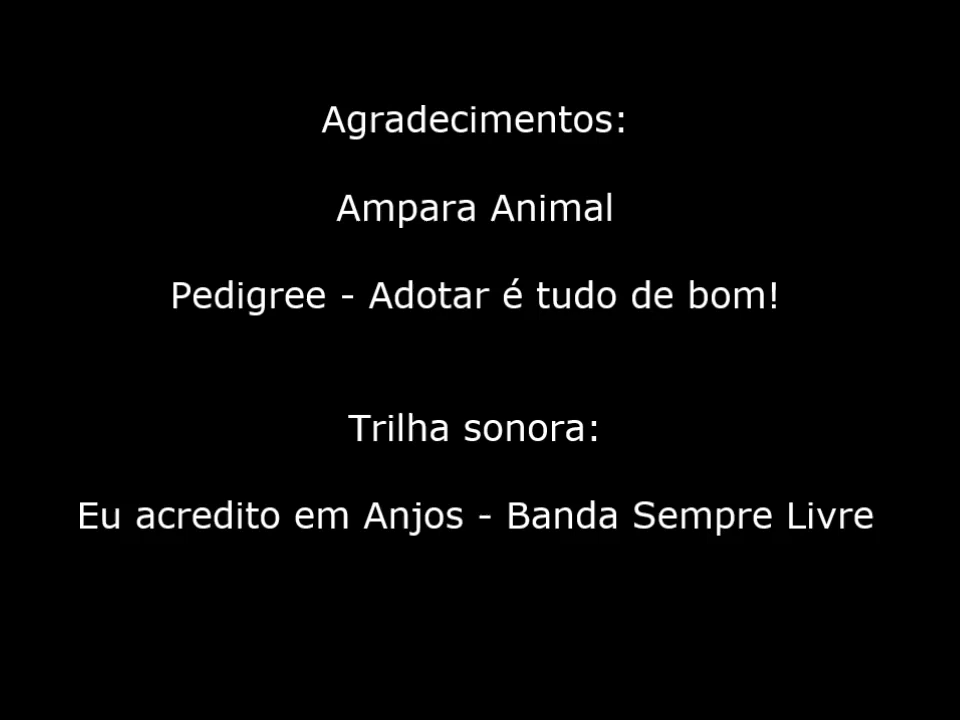 Agradecimentos:
Ampara Animal
Pedigree - Adotar é tudo de bom!
Trilha sonora:
Eu acredito em Anjos - Banda Sempre Livre